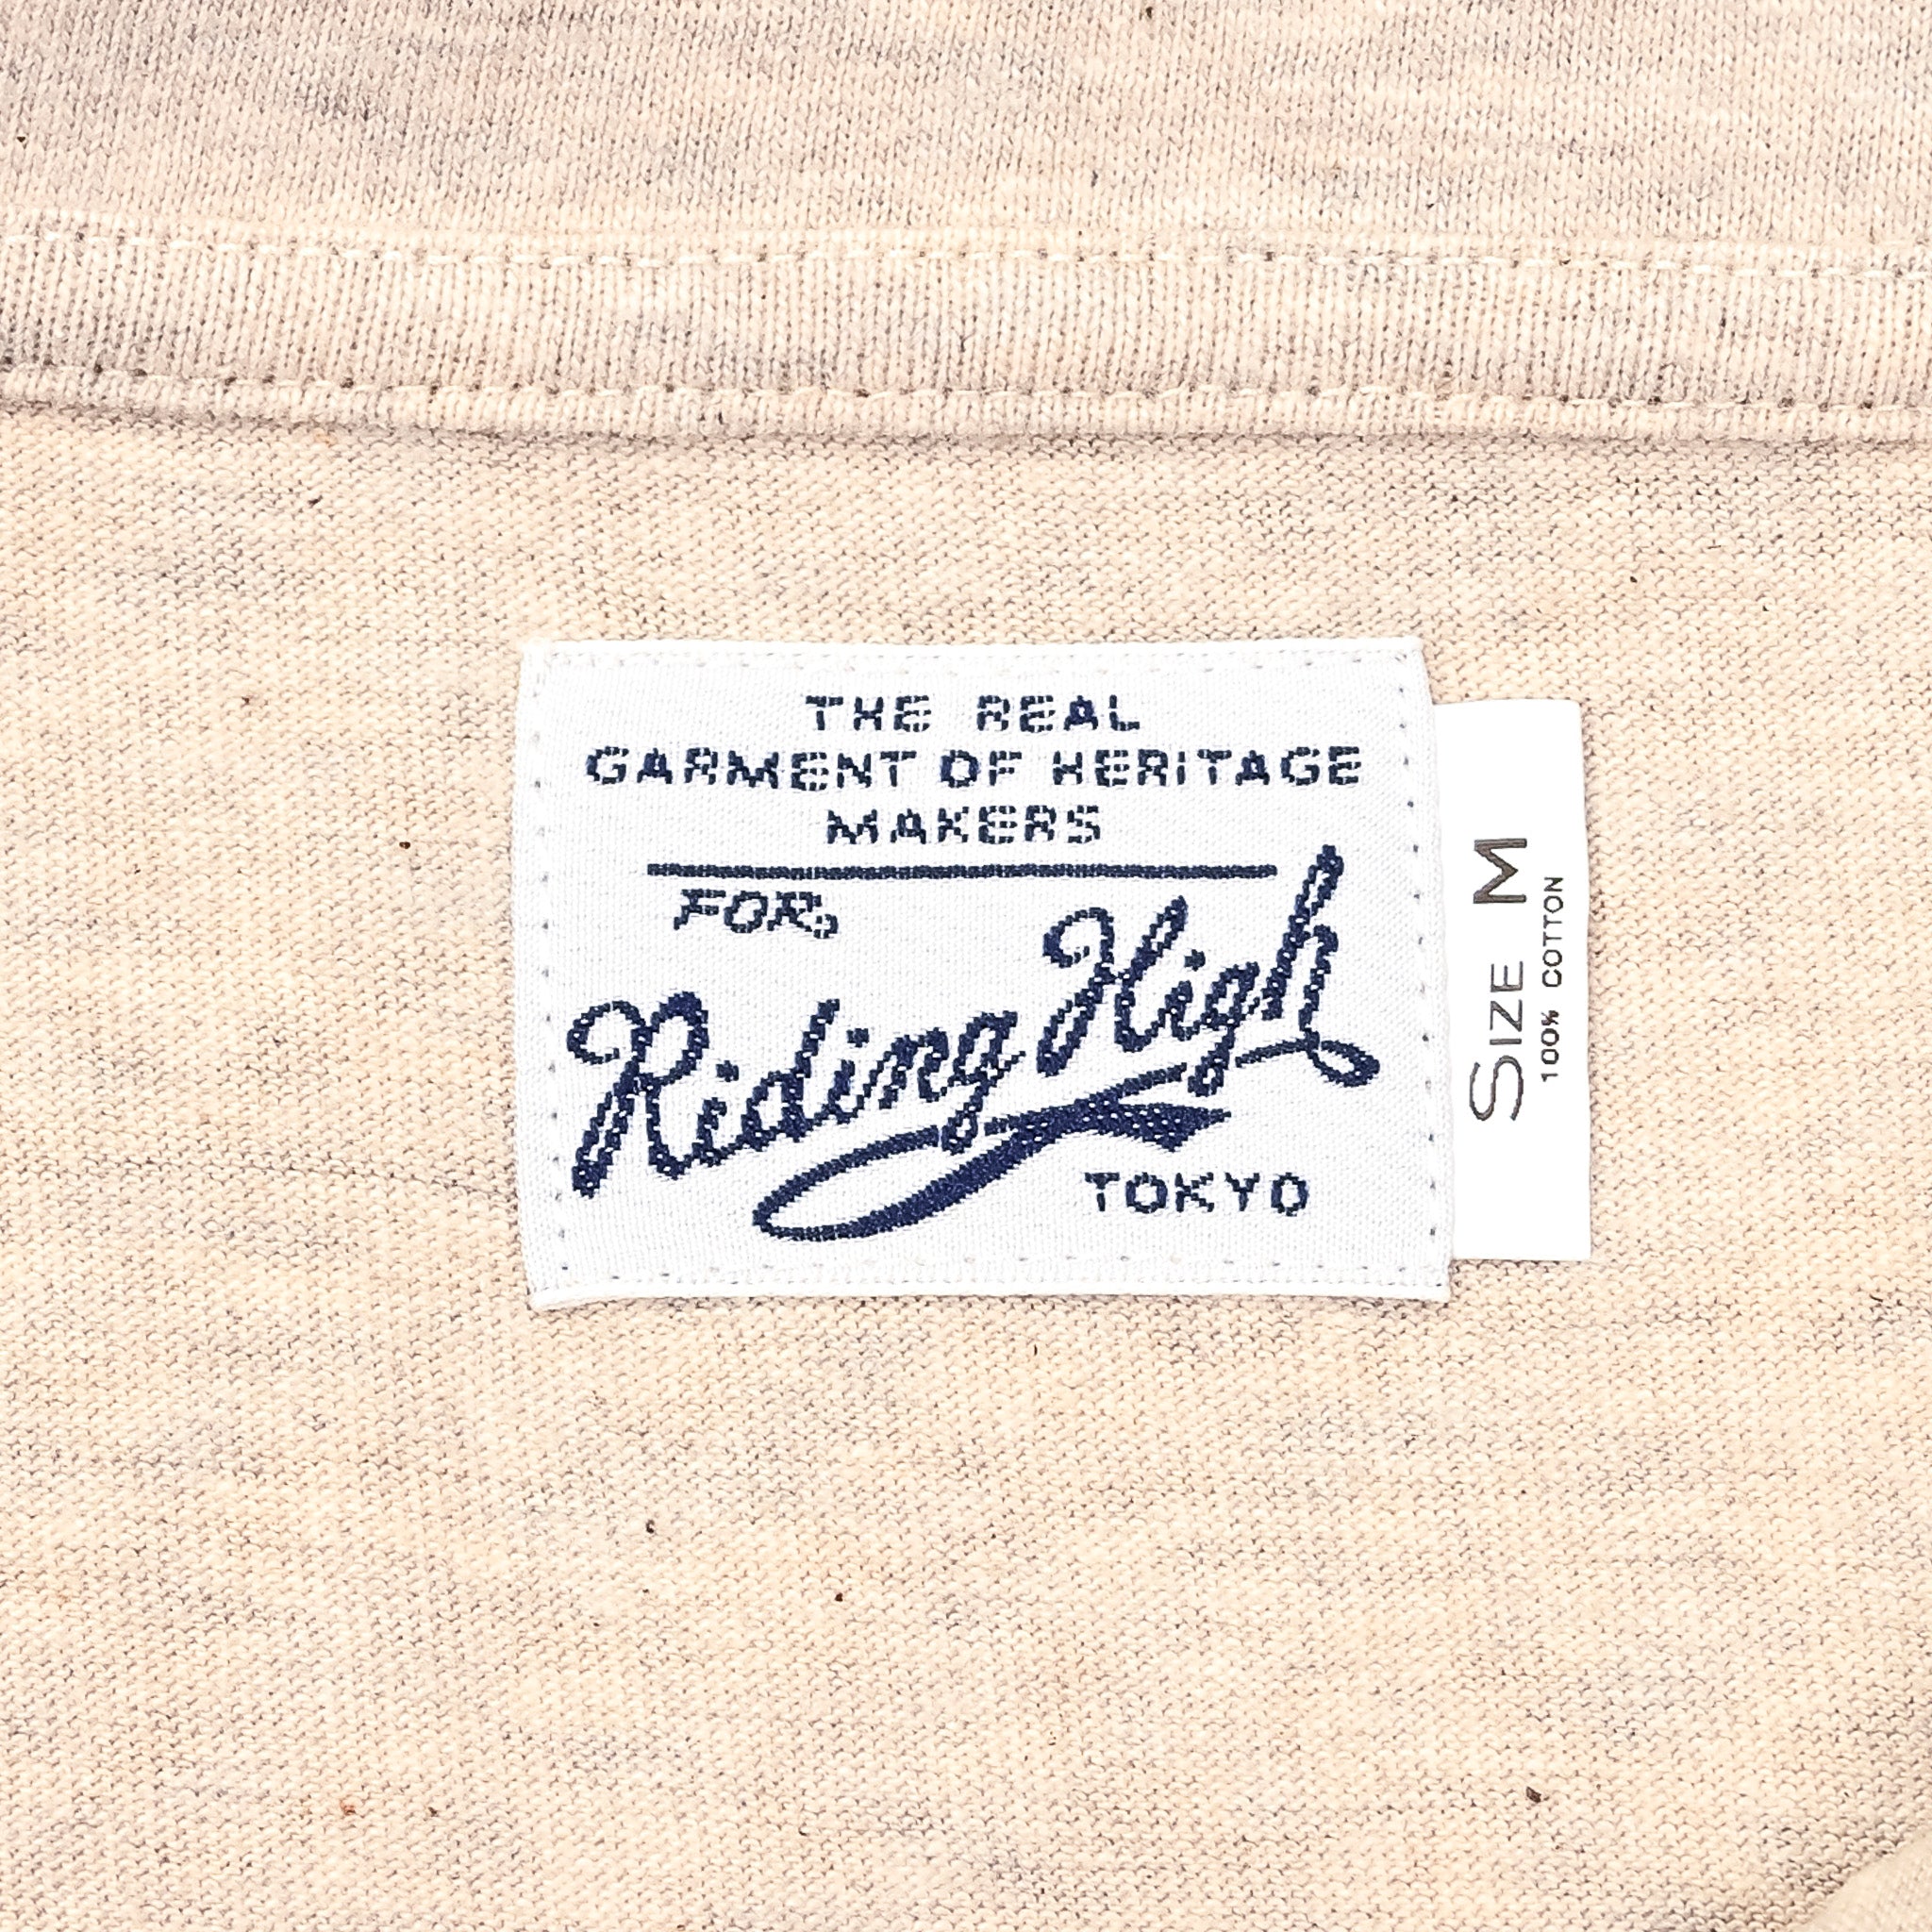 THE REAL
GARMENT OF HERITAGE
MAKERS
FOR,
Riding High
TOKYO
SIZE M
100% COTTON